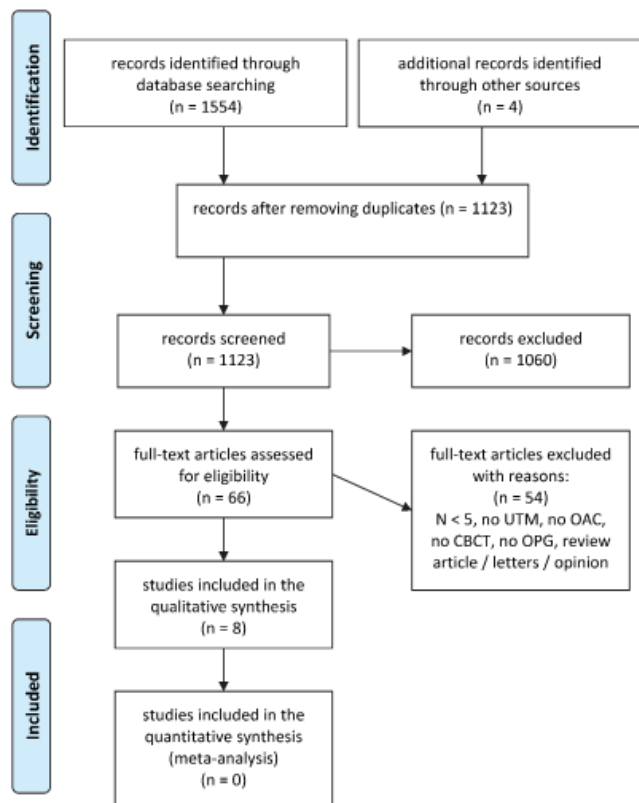 Identification
records identified through
database searching
(n = 1554)
additional records identified
through other sources
(n = 4)
records after removing duplicates (n = 1123)
Screening
records screened
(n = 1123)
records excluded
(n = 1060)
Eligibility
full-text articles assessed
for eligibility
(n = 66)
full-text articles excluded
with reasons:
(n = 54)
N < 5, no UTM, no OAC,
no CBCT, no OPG, review
article / letters / opinion
studies included in the
qualitative synthesis
(n = 8)
Included
studies included in the
quantitative synthesis
(meta-analysis)
(n = 0)